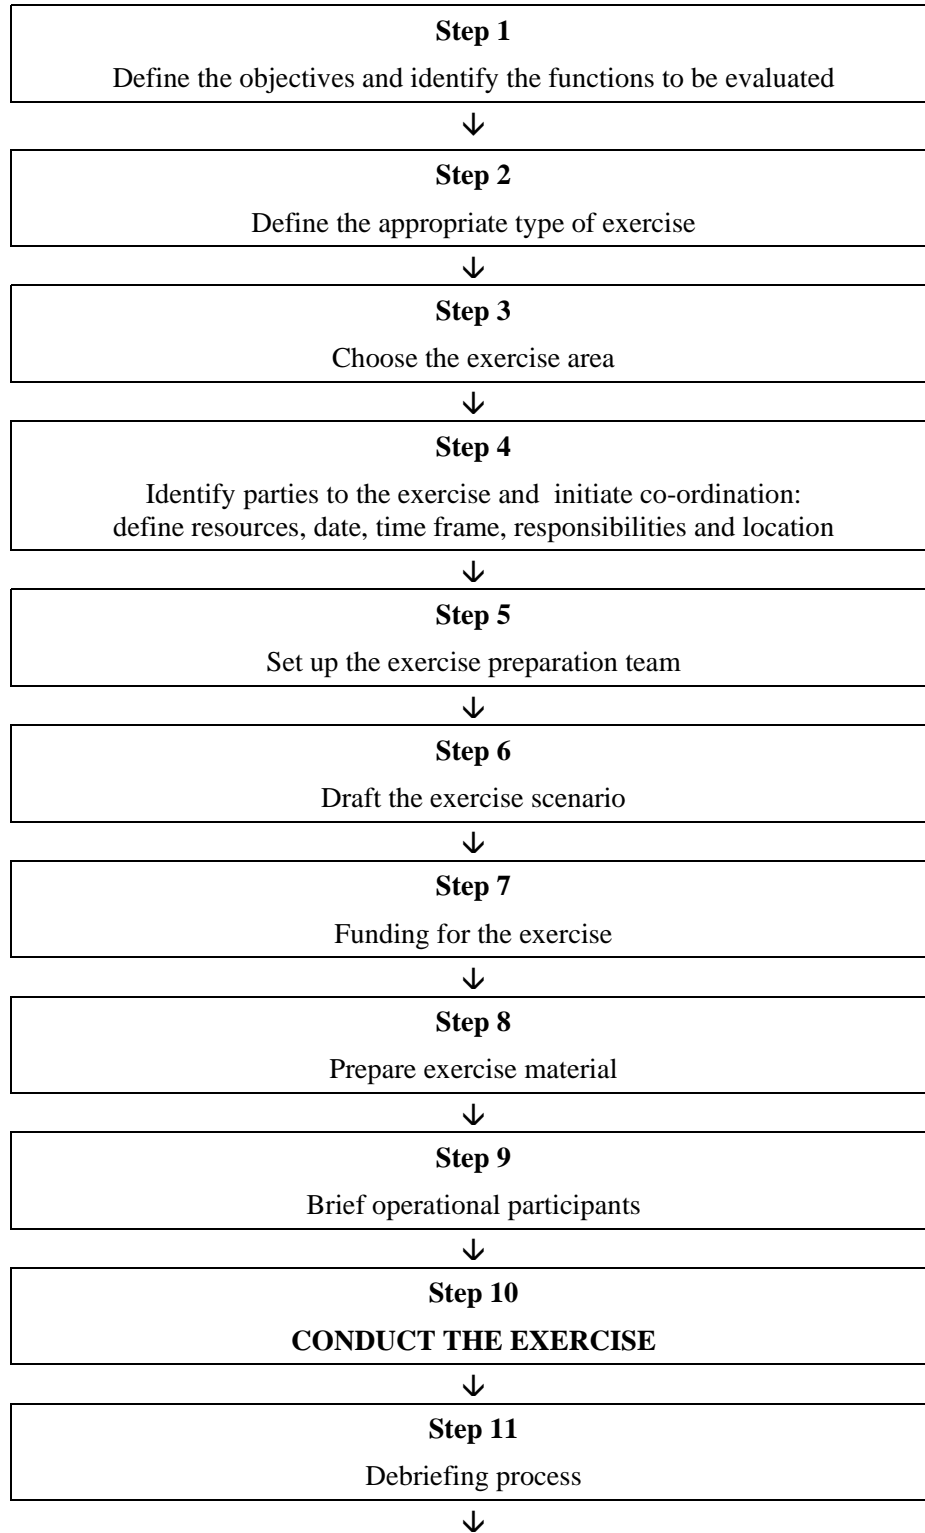 Step 1
Define the objectives and identify the functions to be evaluated
↓
Step 2
Define the appropriate type of exercise
↓
Step 3
Choose the exercise area
↓
Step 4
Identify parties to the exercise and  initiate co-ordination:
define resources, date, time frame, responsibilities and location
↓
Step 5
Set up the exercise preparation team
↓
Step 6
Draft the exercise scenario
↓
Step 7
Funding for the exercise
↓
Step 8
Prepare exercise material
↓
Step 9
Brief operational participants
↓
Step 10
CONDUCT THE EXERCISE
↓
Step 11
Debriefing process
↓